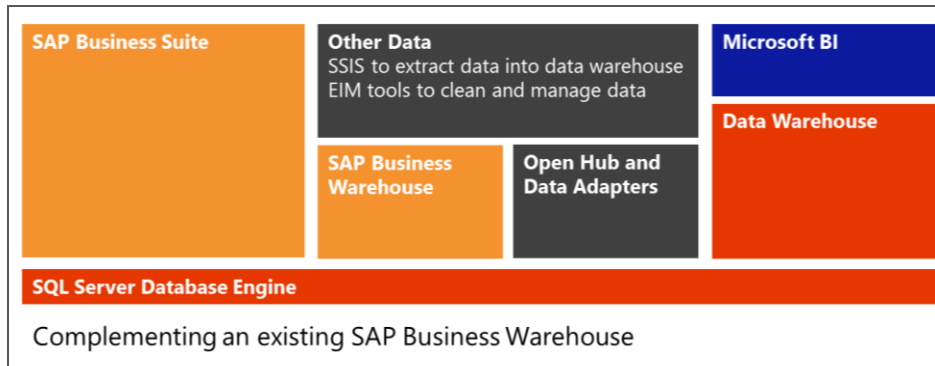 SAP Business Suite
Other Data
SSIS to extract data into data warehouse
EIM tools to clean and manage data
Microsoft BI
Data Warehouse
SAP Business
Warehouse
Open Hub and
Data Adapters
SQL Server Database Engine
Complementing an existing SAP Business Warehouse